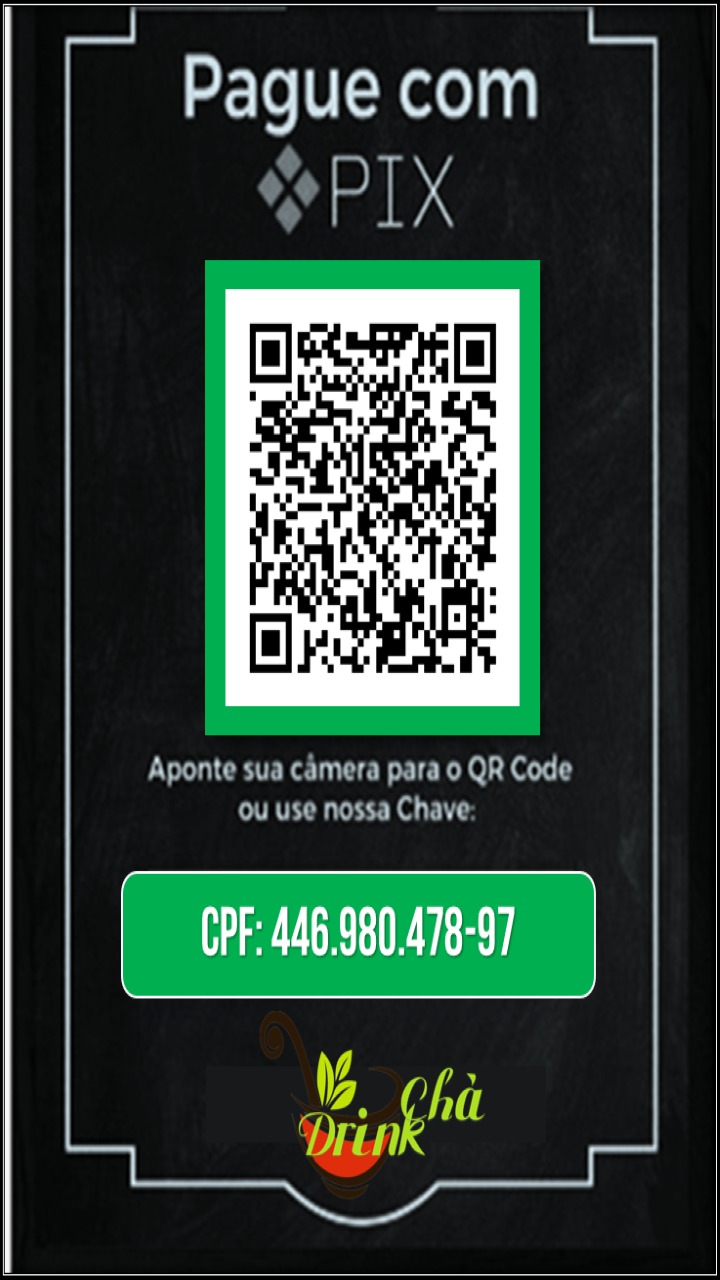 Pague com
PIX
Aponte sua câmera para o QR Code
ou use nossa Chave:
CPF: 446.980.478-97
Chà
Drink